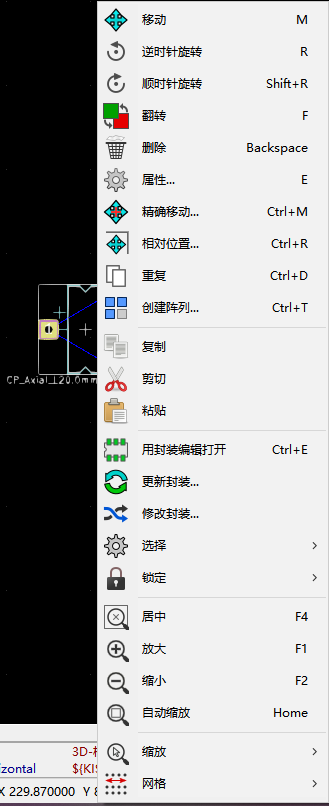 移动 M
逆时针旋转 R
顺时针旋转 Shift+R
翻转 F
删除 Backspace
属性... E
精确移动... Ctrl+M
相对位置... Ctrl+R
重复 Ctrl+D
创建阵列... Ctrl+T
复制
剪切
粘贴
用封装编辑打开 Ctrl+E
更新封装...
修改封装...
选择
锁定
居中 F4
放大 F1
缩小 F2
自动缩放 Home
缩放
网格
CP_Axial_L20.0mm
3D-
izontal ${KIS
X 229.870000 Y 8